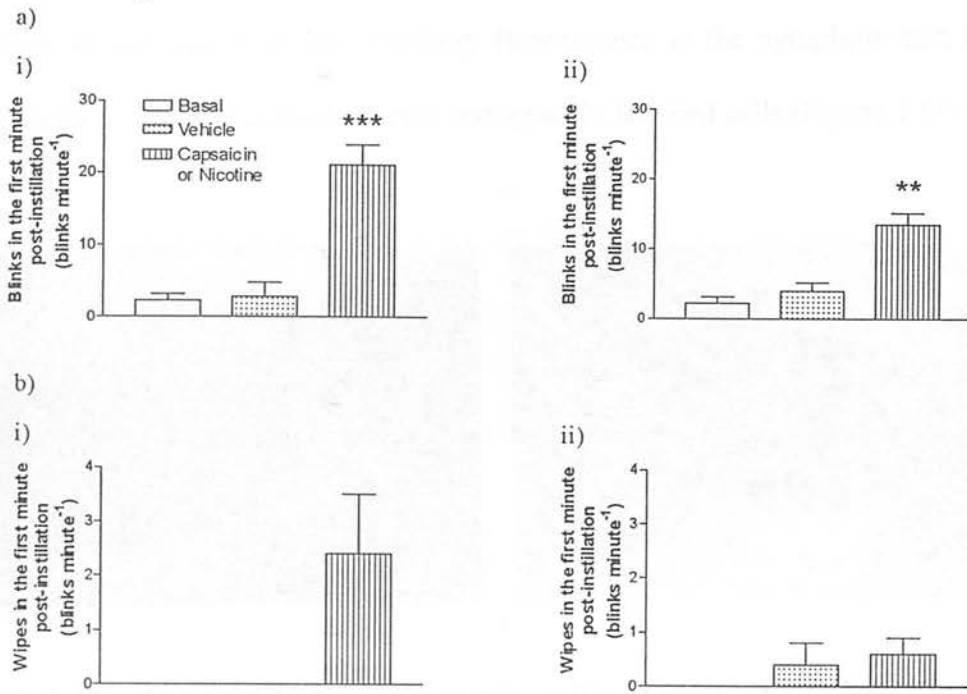 a)
i)
Blinks in the first minute
post-instillation
(blinks minute⁻¹)
30
20
10
0
Basal
Vehicle
Capsaicin
or Nicotine
***
ii)
Blinks in the first minute
post-instillation
(blinks minute⁻¹)
30
20
10
0
**
b)
i)
Wipes in the first minute
post-instillation
(blinks minute⁻¹)
4
3
2
1
0
ii)
Wipes in the first minute
post-instillation
(blinks minute⁻¹)
4
3
2
1
0